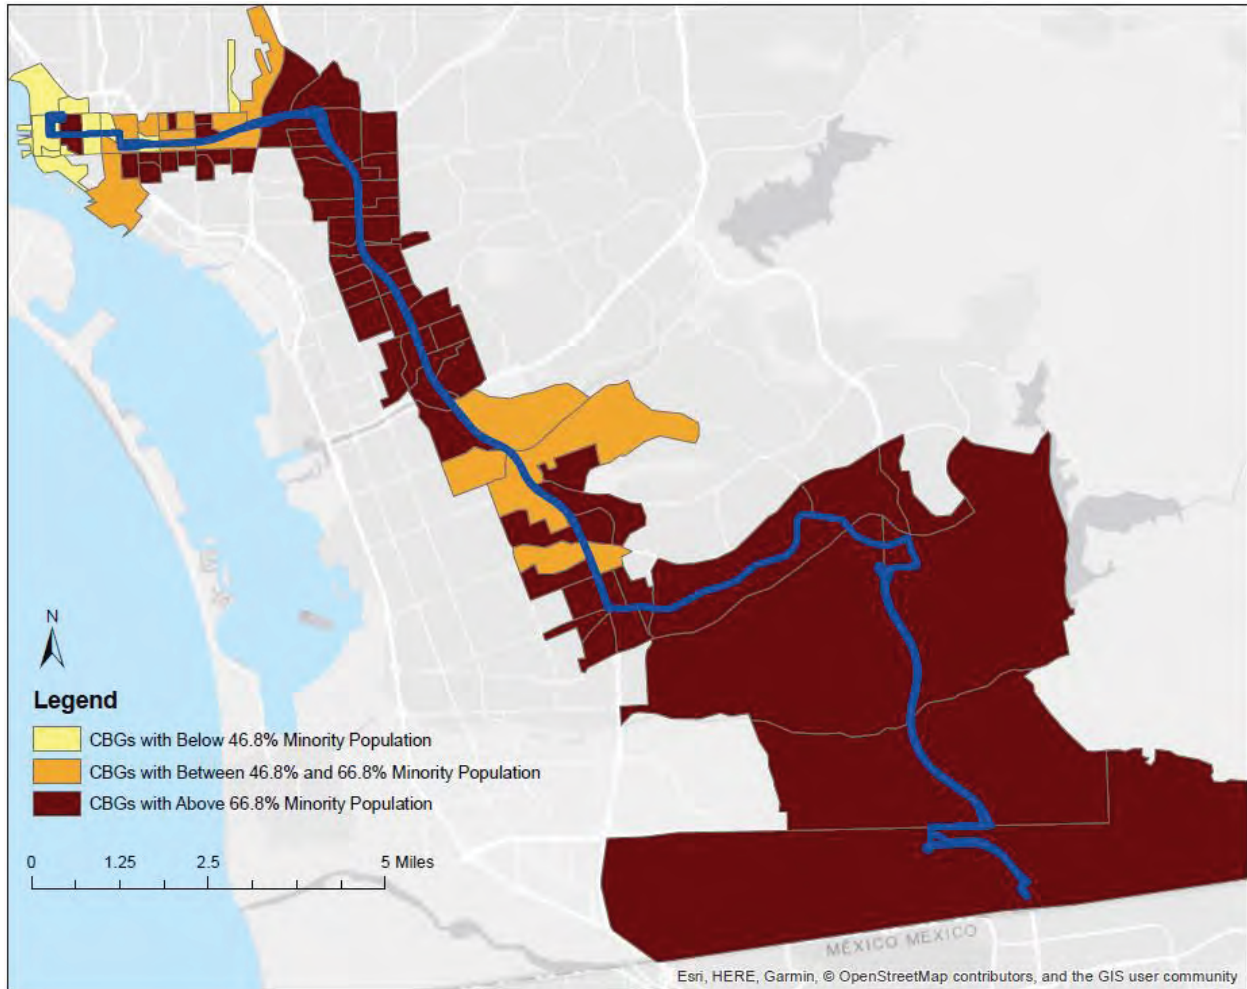 N
Legend
CBGs with Below 46.8% Minority Population
CBGs with Between 46.8% and 66.8% Minority Population
CBGs with Above 66.8% Minority Population
0 1.25 2.5 5 Miles
MÉXICO MÉXICO
Esri, HERE, Garmin, © OpenStreetMap contributors, and the GIS user community